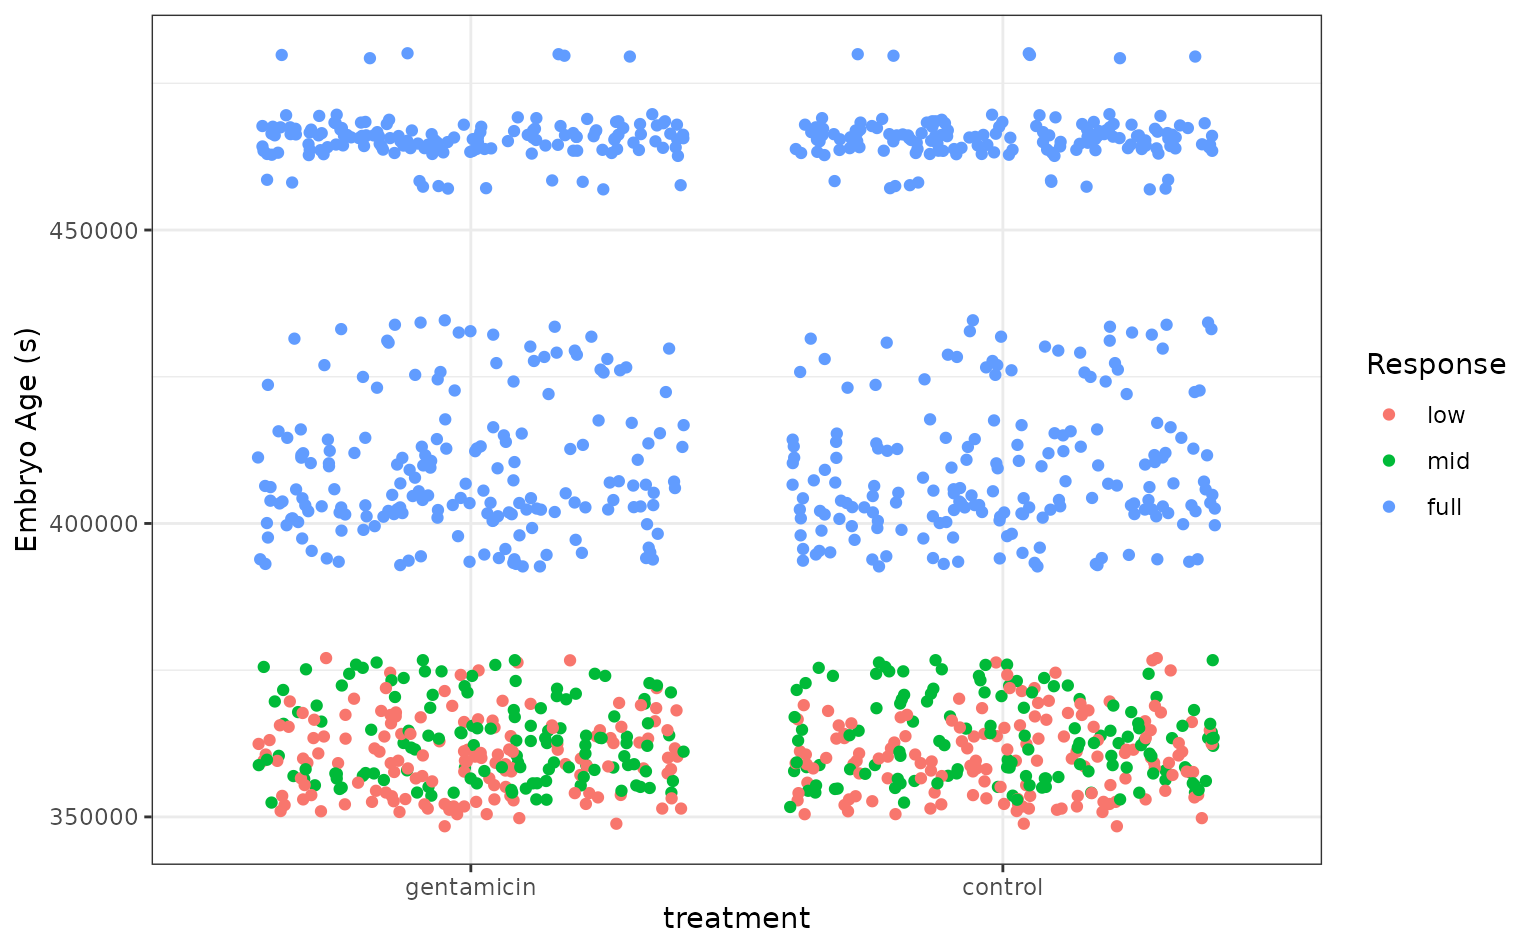 Embryo Age (s)
450000
400000
350000
gentamicin
control
treatment
Response
low
mid
full